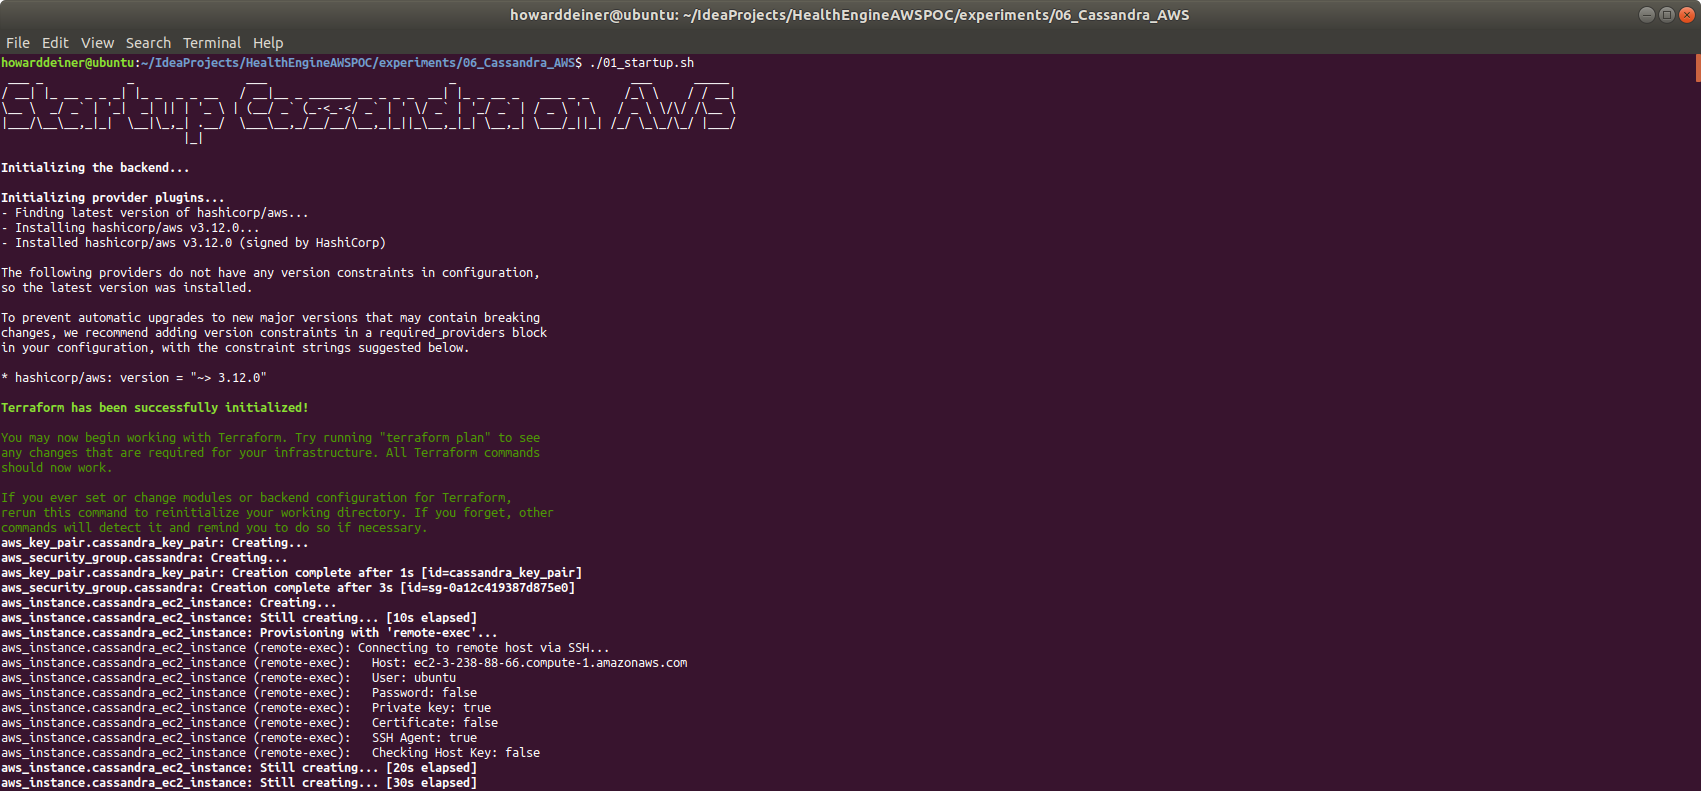 howarddeiner@ubuntu: ~/IdeaProjects/HealthEngineAWSPOC/experiments/06_Cassandra_AWS
File Edit View Search Terminal Help
howarddeiner@ubuntu:~/IdeaProjects/HealthEngineAWSPOC/experiments/06_Cassandra_AWS$ ./01_startup.sh
Startup Cassandra on AWS
Initializing the backend...
Initializing provider plugins...
- Finding latest version of hashicorp/aws...
- Installing hashicorp/aws v3.12.0...
- Installed hashicorp/aws v3.12.0 (signed by HashiCorp)
The following providers do not have any version constraints in configuration,
so the latest version was installed.
To prevent automatic upgrades to new major versions that may contain breaking
changes, we recommend adding version constraints in a required_providers block
in your configuration, with the constraint strings suggested below.
* hashicorp/aws: version = "~> 3.12.0"
Terraform has been successfully initialized!
You may now begin working with Terraform. Try running "terraform plan" to see
any changes that are required for your infrastructure. All Terraform commands
should now work.
If you ever set or change modules or backend configuration for Terraform,
rerun this command to reinitialize your working directory. If you forget, other
commands will detect it and remind you to do so if necessary.
aws_key_pair.cassandra_key_pair: Creating...
aws_security_group.cassandra: Creating...
aws_key_pair.cassandra_key_pair: Creation complete after 1s [id=cassandra_key_pair]
aws_security_group.cassandra: Creation complete after 3s [id=sg-0a12c419387d875e0]
aws_instance.cassandra_ec2_instance: Creating...
aws_instance.cassandra_ec2_instance: Still creating... [10s elapsed]
aws_instance.cassandra_ec2_instance: Provisioning with 'remote-exec'...
aws_instance.cassandra_ec2_instance (remote-exec): Connecting to remote host via SSH...
aws_instance.cassandra_ec2_instance (remote-exec):   Host: ec2-3-238-88-66.compute-1.amazonaws.com
aws_instance.cassandra_ec2_instance (remote-exec):   User: ubuntu
aws_instance.cassandra_ec2_instance (remote-exec):   Password: false
aws_instance.cassandra_ec2_instance (remote-exec):   Private key: true
aws_instance.cassandra_ec2_instance (remote-exec):   Certificate: false
aws_instance.cassandra_ec2_instance (remote-exec):   SSH Agent: true
aws_instance.cassandra_ec2_instance (remote-exec):   Checking Host Key: false
aws_instance.cassandra_ec2_instance: Still creating... [20s elapsed]
aws_instance.cassandra_ec2_instance: Still creating... [30s elapsed]